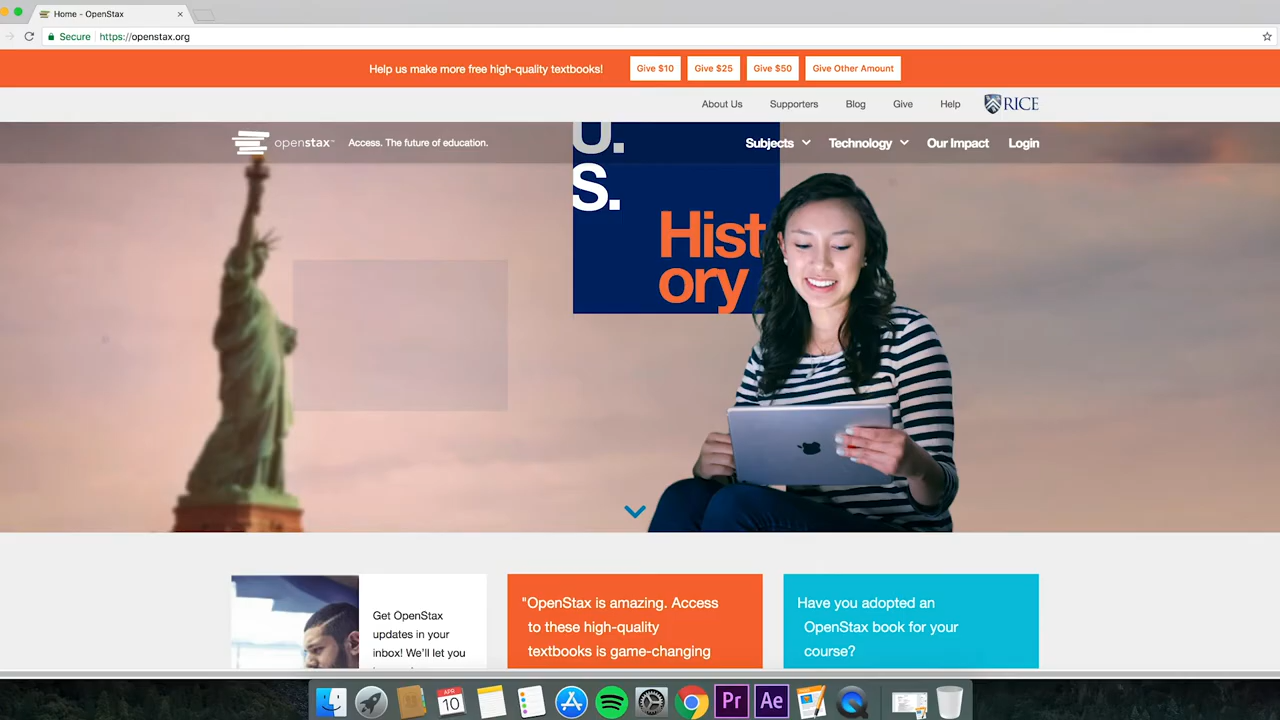 Home - OpenStax
Secure https://openstax.org
Help us make more free high-quality textbooks! Give $10 Give $25 Give $50 Give Other Amount
About Us Supporters Blog Give Help RICE
openstax™ Access. The future of education. Subjects Technology Our Impact Login
U.
S.
Hist
ory
Get OpenStax
updates in your
inbox! We'll let you
"OpenStax is amazing. Access
to these high-quality
textbooks is game-changing
Have you adopted an
OpenStax book for your
course?
APR
10
Pr Ae